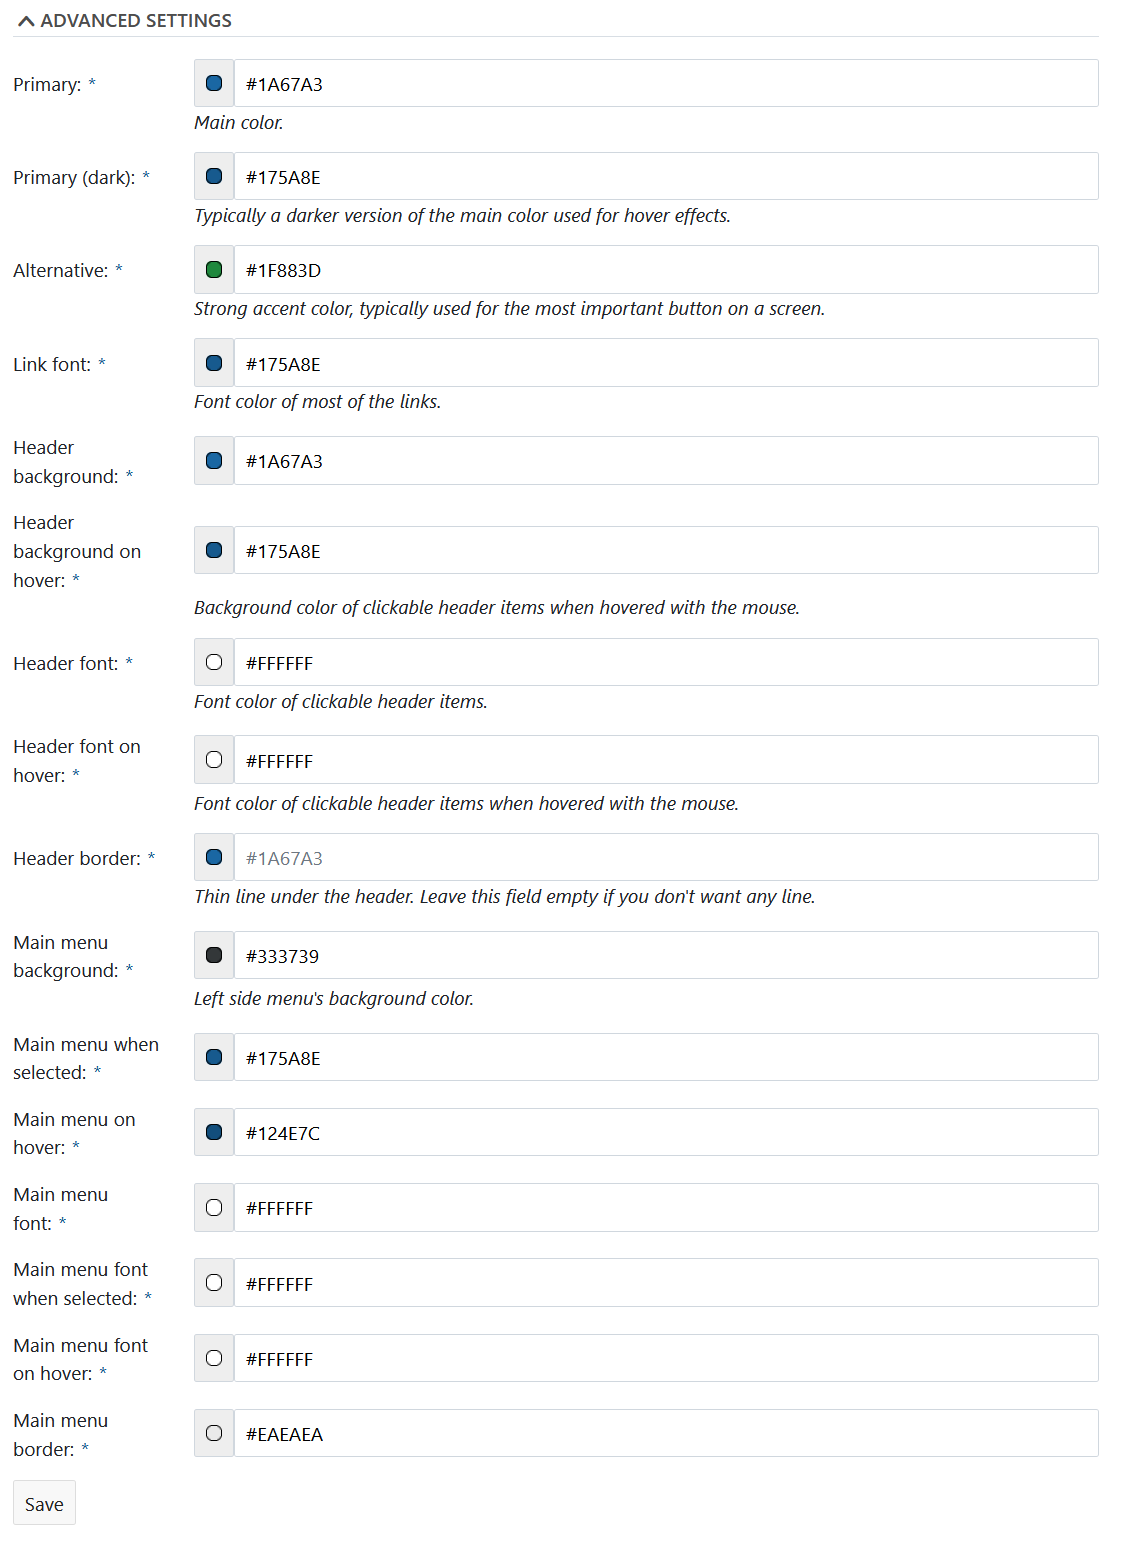 ADVANCED SETTINGS
Primary: *
#1A67A3
Main color.
Primary (dark): *
#175A8E
Typically a darker version of the main color used for hover effects.
Alternative: *
#1F883D
Strong accent color, typically used for the most important button on a screen.
Link font: *
#175A8E
Font color of most of the links.
Header
background: *
#1A67A3
Header
background on
hover: *
#175A8E
Background color of clickable header items when hovered with the mouse.
Header font: *
#FFFFFF
Font color of clickable header items.
Header font on
hover: *
#FFFFFF
Font color of clickable header items when hovered with the mouse.
Header border: *
#1A67A3
Thin line under the header. Leave this field empty if you don't want any line.
Main menu
background: *
#333739
Left side menu's background color.
Main menu when
selected: *
#175A8E
Main menu on
hover: *
#124E7C
Main menu
font: *
#FFFFFF
Main menu font
when selected: *
#FFFFFF
Main menu font
on hover: *
#FFFFFF
Main menu
border: *
#EAEAEA
Save